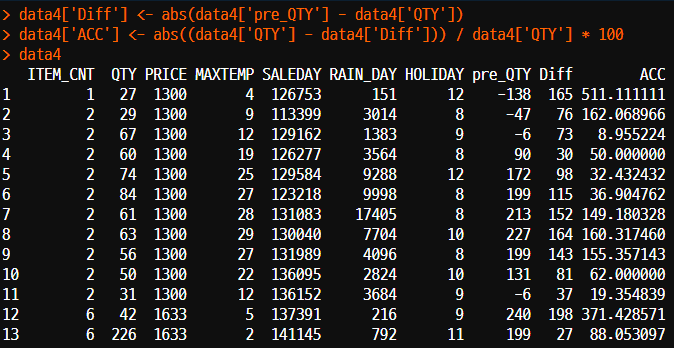 > data4['Diff'] <- abs(data4['pre_QTY'] - data4['QTY'])
> data4['ACC'] <- abs((data4['QTY'] - data4['Diff'])) / data4['QTY'] * 100
> data4
ITEM_CNT QTY PRICE MAXTEMP SALEDAY RAIN_DAY HOLIDAY pre_QTY Diff ACC
1 1 27 1300 4 126753 151 12 -138 165 511.111111
2 2 29 1300 9 113399 3014 8 -47 76 162.068966
3 2 67 1300 12 129162 1383 9 -6 73 8.955224
4 2 60 1300 19 126277 3564 8 90 30 50.000000
5 2 74 1300 25 129584 9288 12 172 98 32.432432
6 2 84 1300 27 123218 9998 8 199 115 36.904762
7 2 61 1300 28 131083 17405 8 213 152 149.180328
8 2 63 1300 29 130040 7704 10 227 164 160.317460
9 2 56 1300 27 131989 4096 8 199 143 155.357143
10 2 50 1300 22 136095 2824 10 131 81 62.000000
11 2 31 1300 12 136152 3684 9 -6 37 19.354839
12 6 42 1633 5 137391 216 9 240 198 371.428571
13 6 226 1633 2 141145 792 11 199 27 88.053097